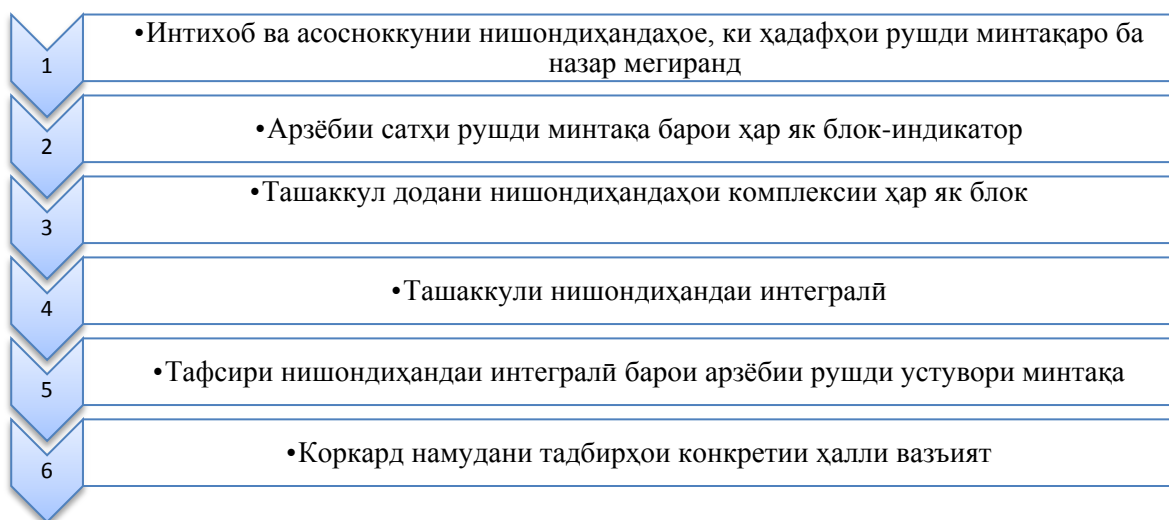 1
•Интихоб ва асосноккунии нишондиҳандаҳое, ки ҳадафҳои рушди минтақаро ба
назар мегиранд
2
•Арзёбии сатҳи рушди минтақа барои ҳар як блок-индикатор
3
•Ташаккул додани нишондиҳандаҳои комплексии ҳар як блок
4
•Ташаккули нишондиҳандаи интегралӣ
5
•Тафсири нишондиҳандаи интегралӣ барои арзёбии рушди устувори минтақа
6
•Коркард намудани тадбирҳои конкретии ҳалли вазъият